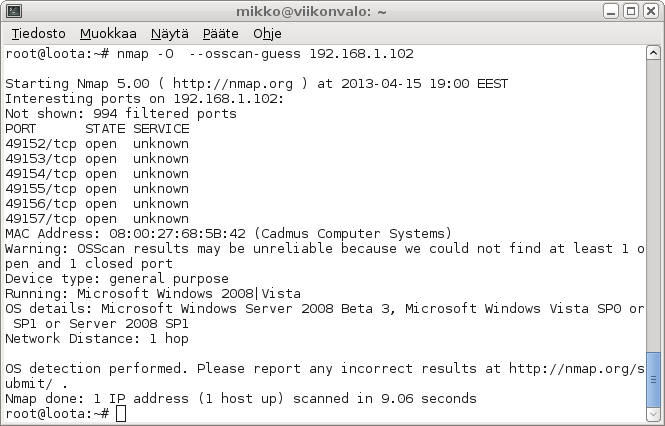 mikko@viikonvalo: ~
Tiedosto Muokkaa Näytä Pääte Ohje
root@loota:~# nmap -O  --osscan-guess 192.168.1.102
Starting Nmap 5.00 ( http://nmap.org ) at 2013-04-15 19:00 EEST
Interesting ports on 192.168.1.102:
Not shown: 994 filtered ports
PORT      STATE SERVICE
49152/tcp open  unknown
49153/tcp open  unknown
49154/tcp open  unknown
49155/tcp open  unknown
49156/tcp open  unknown
49157/tcp open  unknown
MAC Address: 08:00:27:68:5B:42 (Cadmus Computer Systems)
Warning: OSScan results may be unreliable because we could not find at least 1 o
pen and 1 closed port
Device type: general purpose
Running: Microsoft Windows 2008|Vista
OS details: Microsoft Windows Server 2008 Beta 3, Microsoft Windows Vista SP0 or
 SP1 or Server 2008 SP1
Network Distance: 1 hop
OS detection performed. Please report any incorrect results at http://nmap.org/s
ubmit/ .
Nmap done: 1 IP address (1 host up) scanned in 9.06 seconds
root@loota:~#